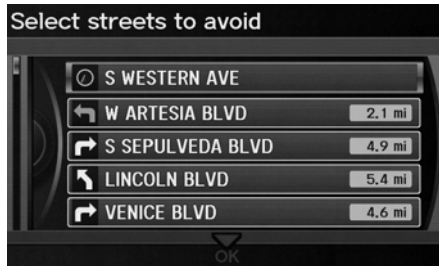 Select streets to avoid
S WESTERN AVE
W ARTESIA BLVD 2.1 mi
S SEPULVEDA BLVD 4.9 mi
LINCOLN BLVD 5.4 mi
VENICE BLVD 4.6 mi
OK